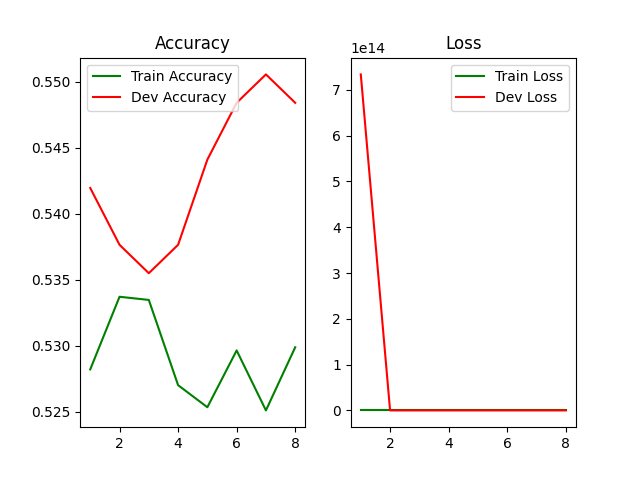 Accuracy
Train Accuracy
Dev Accuracy
0.550
0.545
0.540
0.535
0.530
0.525
2 4 6 8
Loss
1e14
Train Loss
Dev Loss
7
6
5
4
3
2
1
0
2 4 6 8